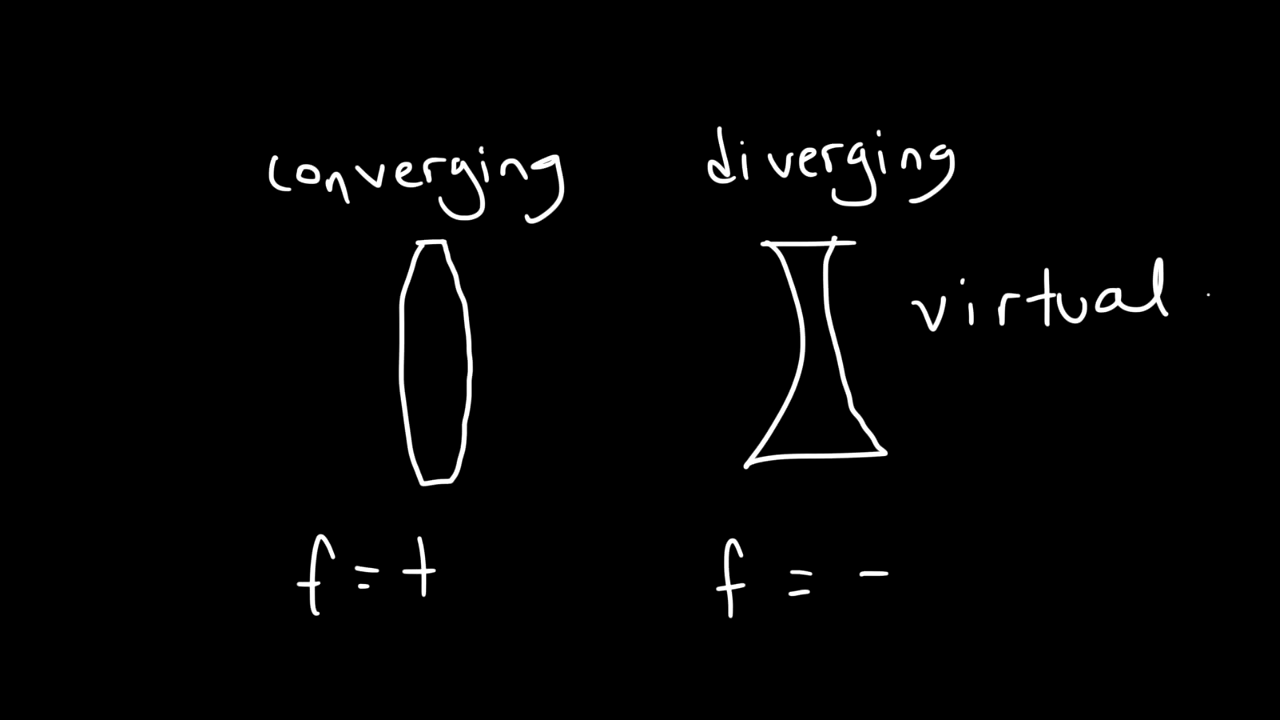 converging
diverging
virtual
f = +
f = -